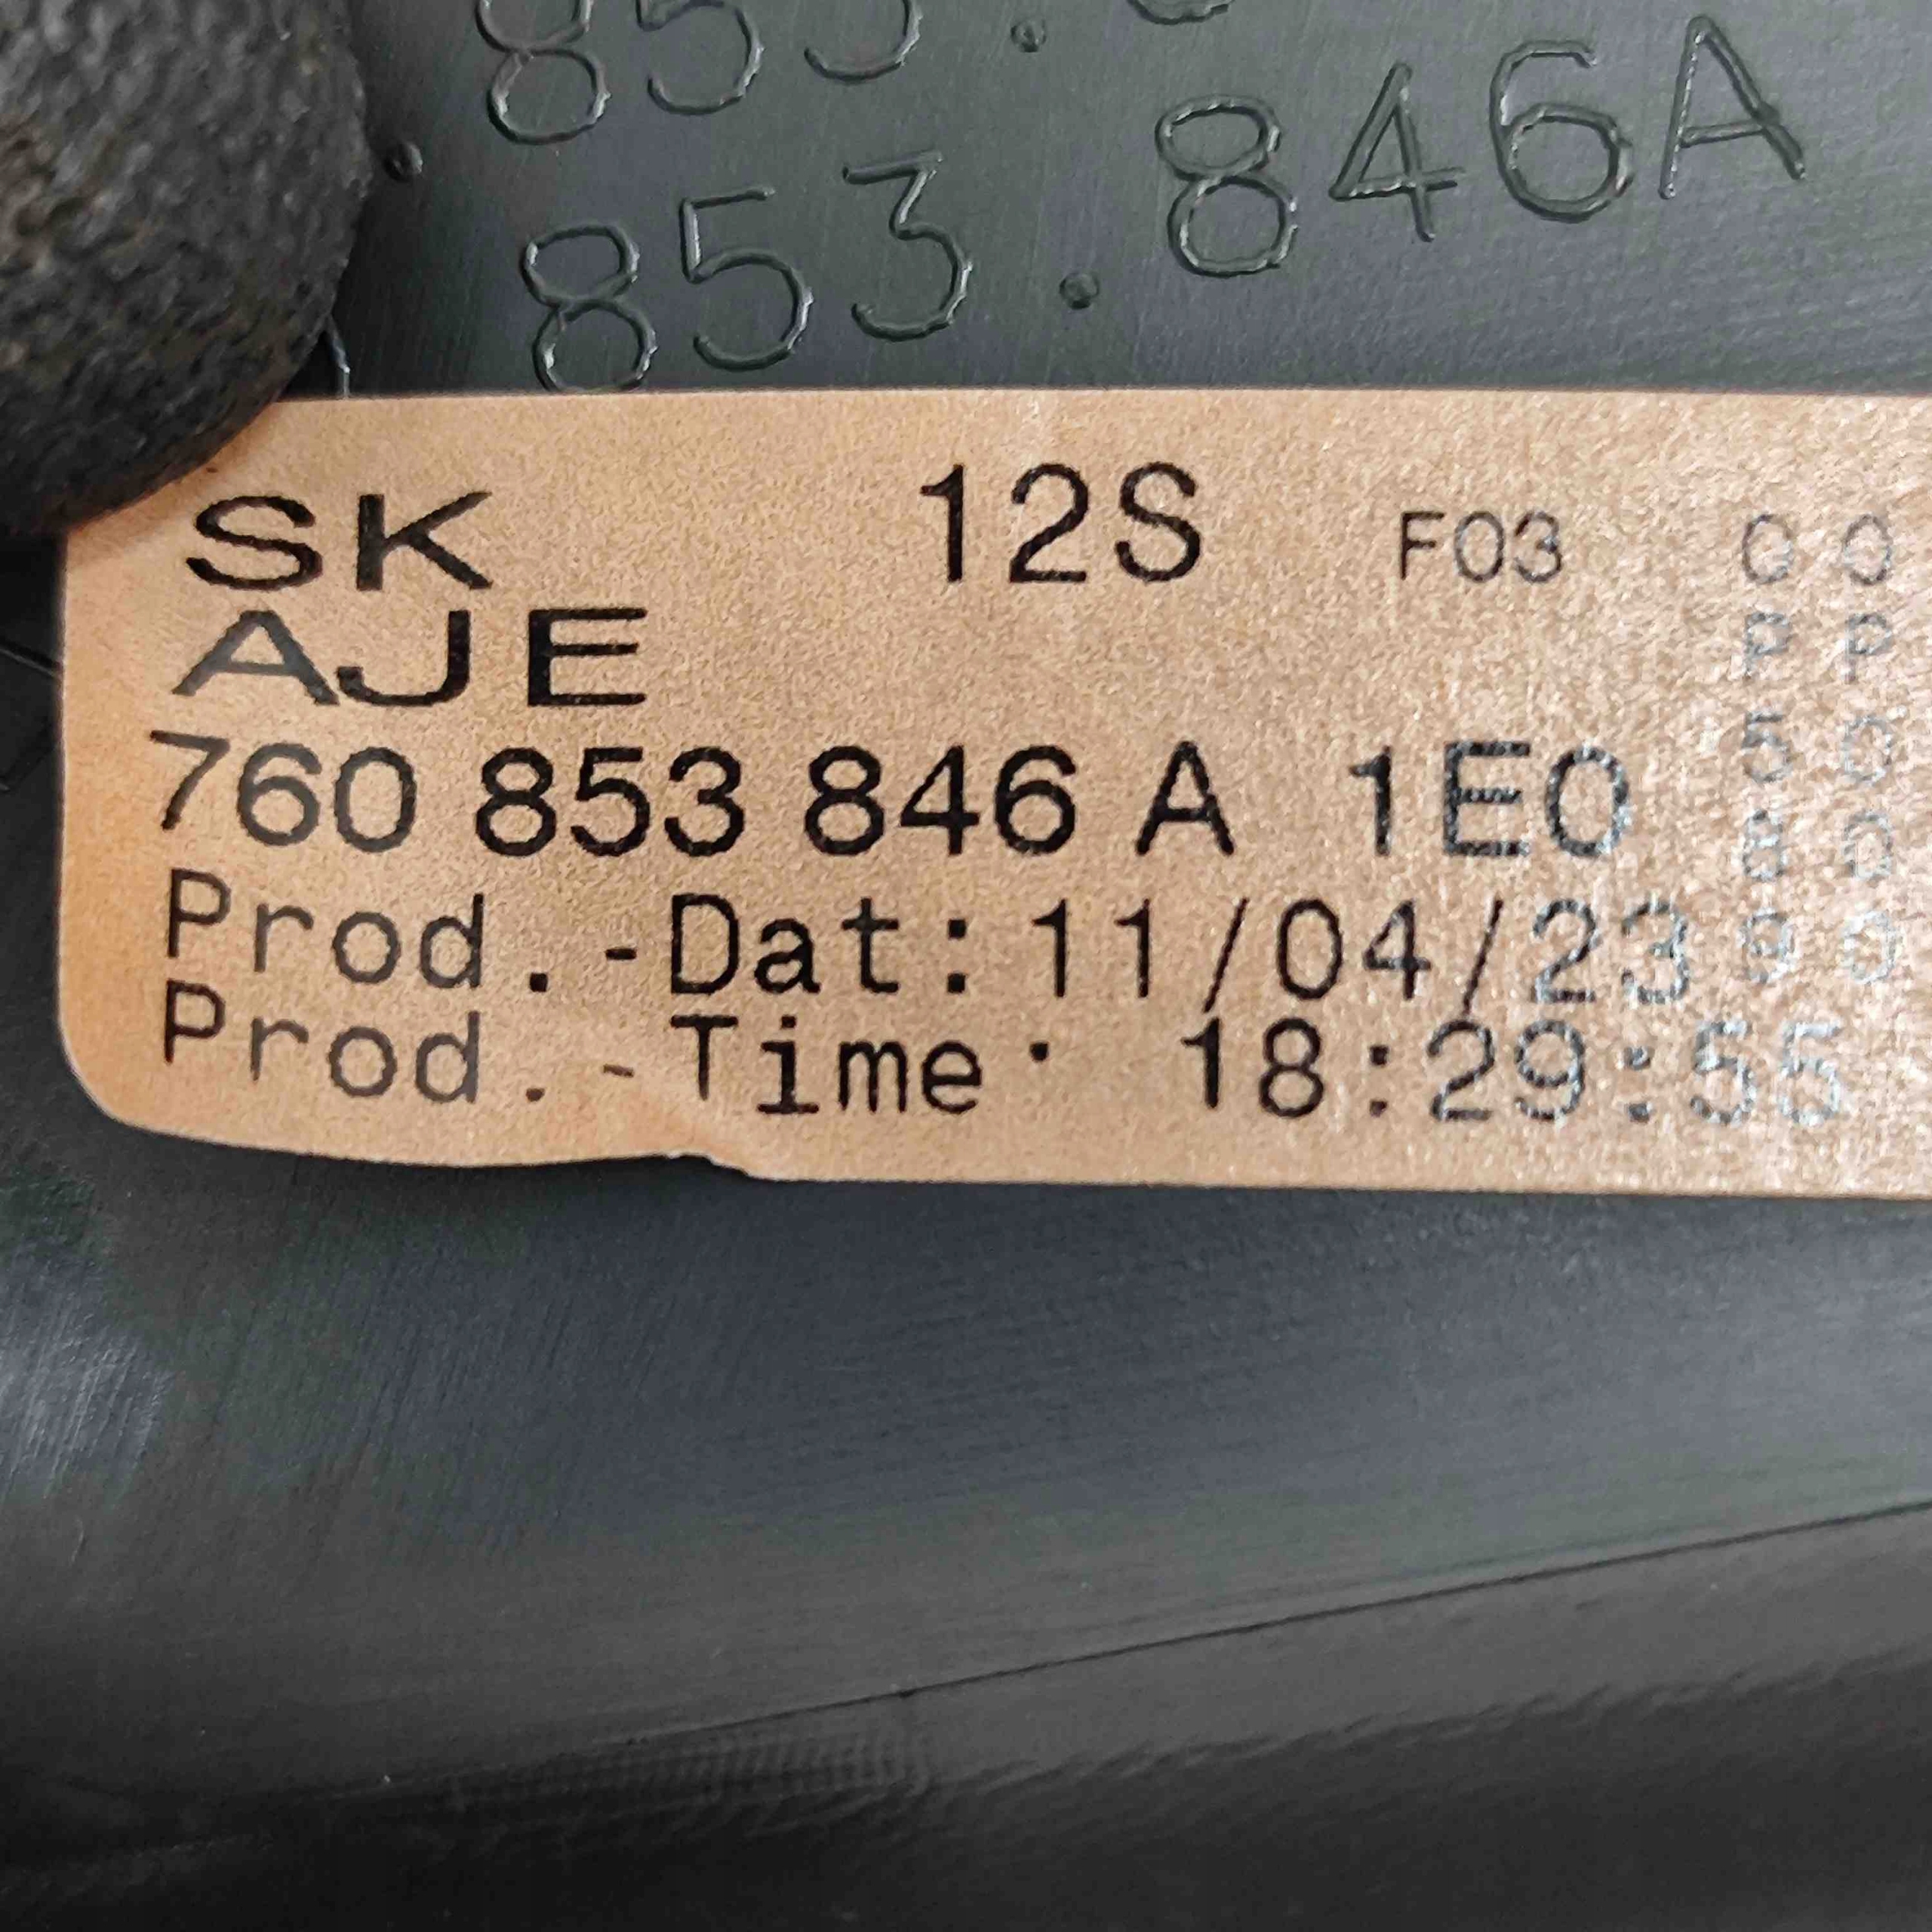 853.
853.846A
SK 12S F03
AJE
760 853 846 A 1E0
Prod.-Dat:11/04/23
Prod.-Time: 18:29:55